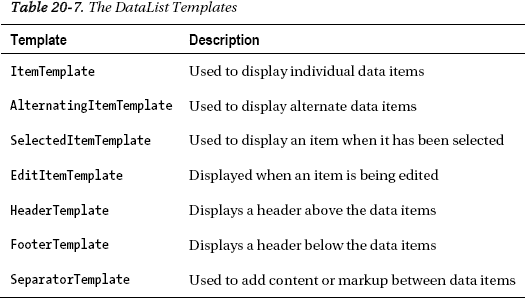 Table 20-7. The DataList Templates
Template Description
ItemTemplate Used to display individual data items
AlternatingItemTemplate Used to display alternate data items
SelectedItemTemplate Used to display an item when it has been selected
EditItemTemplate Displayed when an item is being edited
HeaderTemplate Displays a header above the data items
FooterTemplate Displays a header below the data items
SeparatorTemplate Used to add content or markup between data items